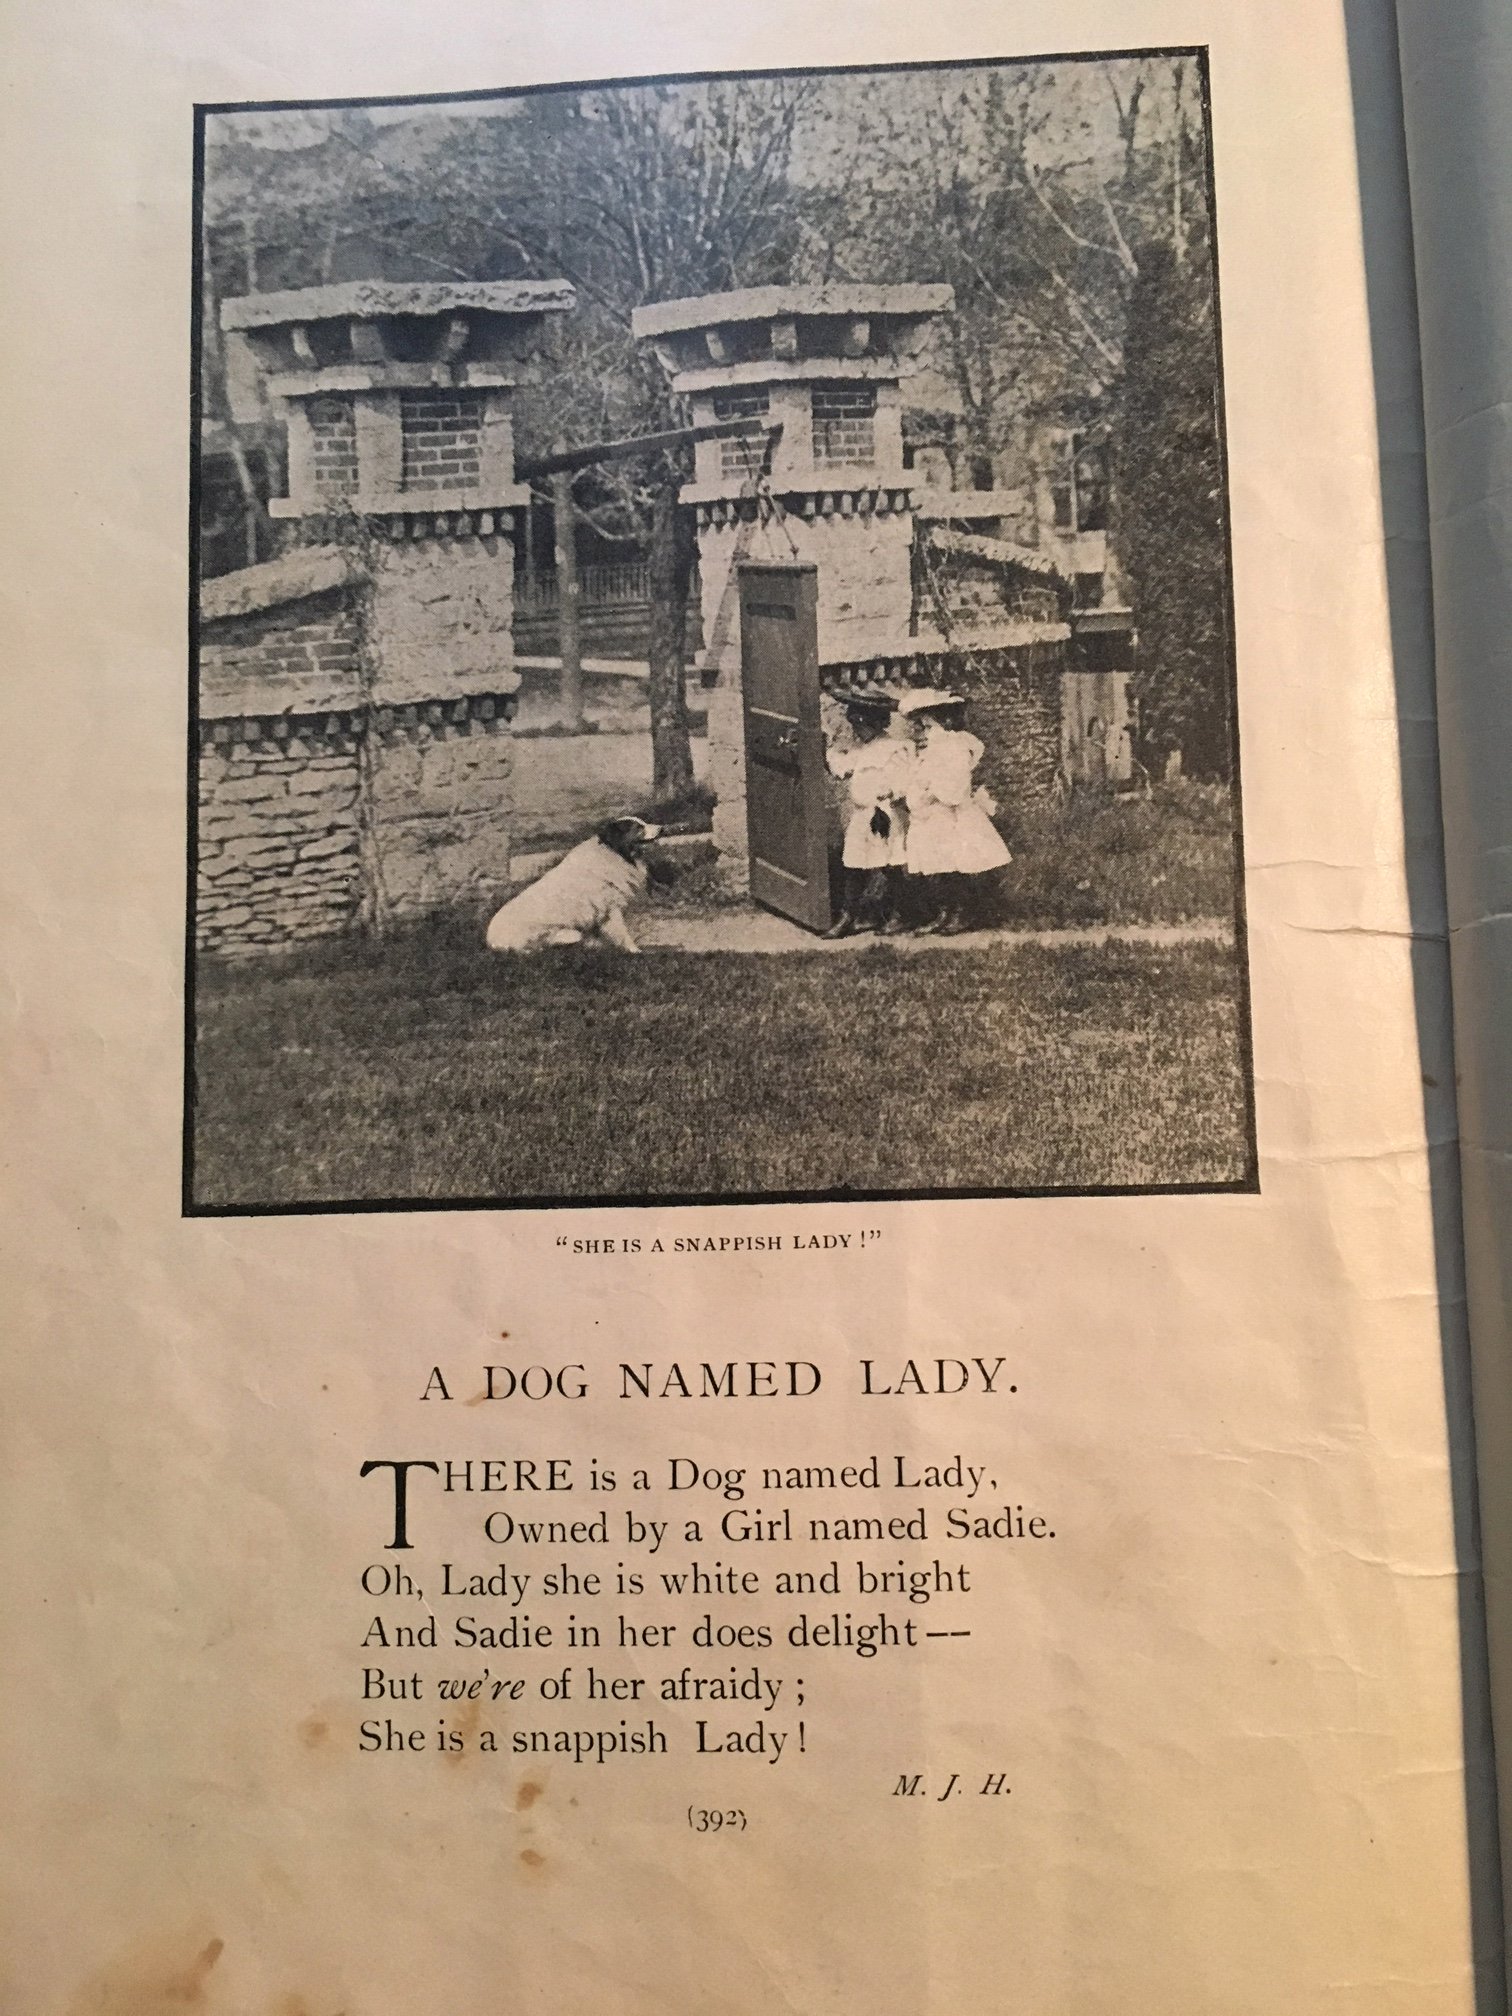 "SHE IS A SNAPPISH LADY!"
A DOG NAMED LADY.
THERE is a Dog named Lady,
Owned by a Girl named Sadie.
Oh, Lady she is white and bright
And Sadie in her does delight——
But we're of her afraidy;
She is a snappish Lady!
M. J. H.
(392)